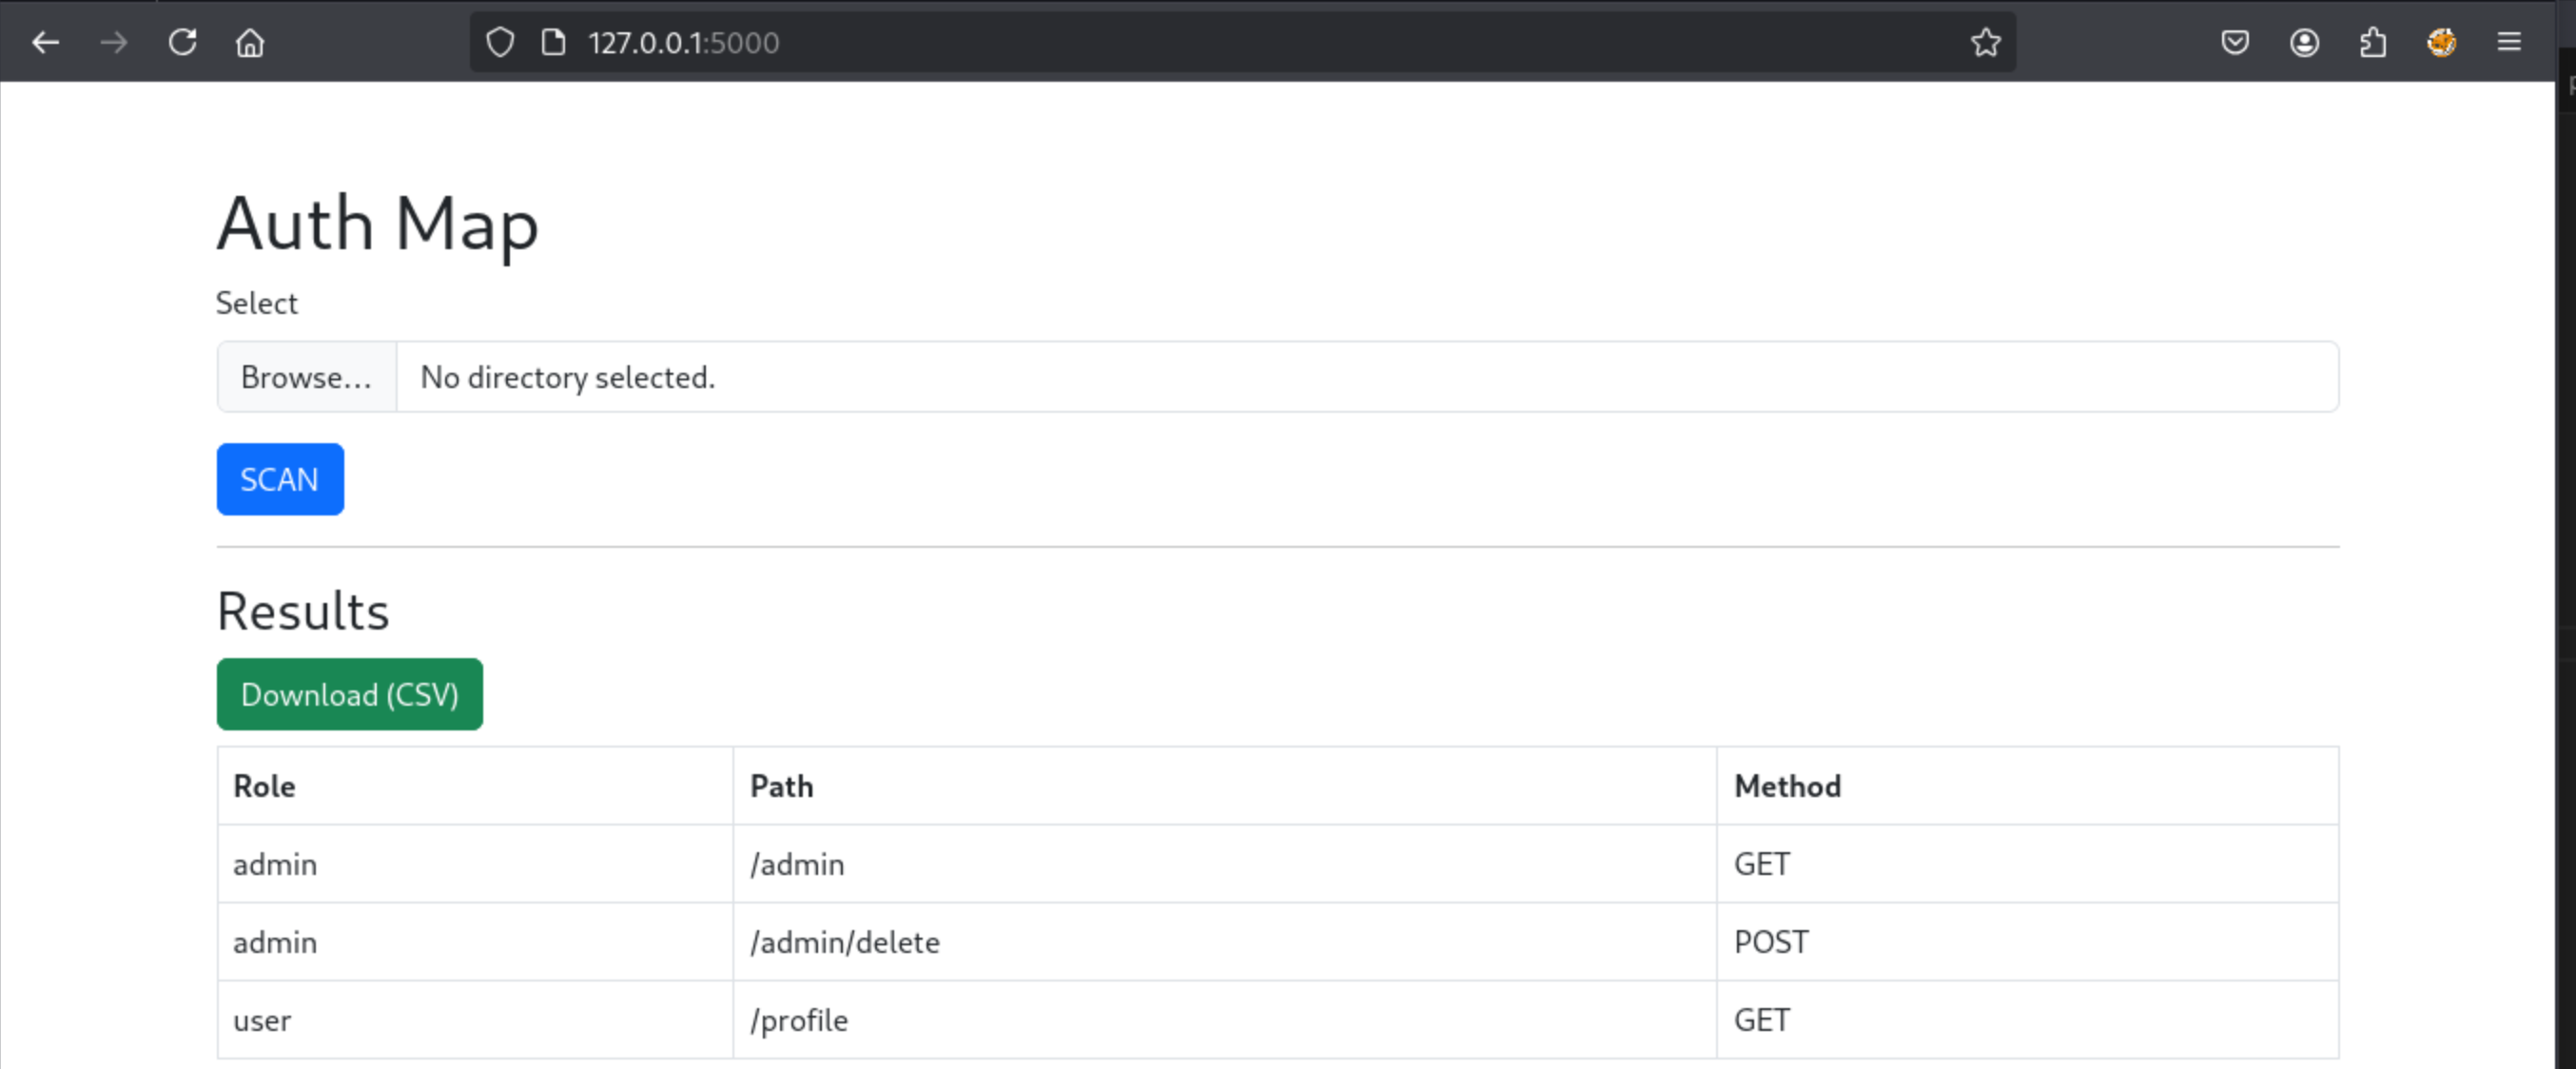 127.0.0.1:5000
Auth Map
Select
Browse... No directory selected.
SCAN
Results
Download (CSV)
Role Path Method
admin /admin GET
admin /admin/delete POST
user /profile GET